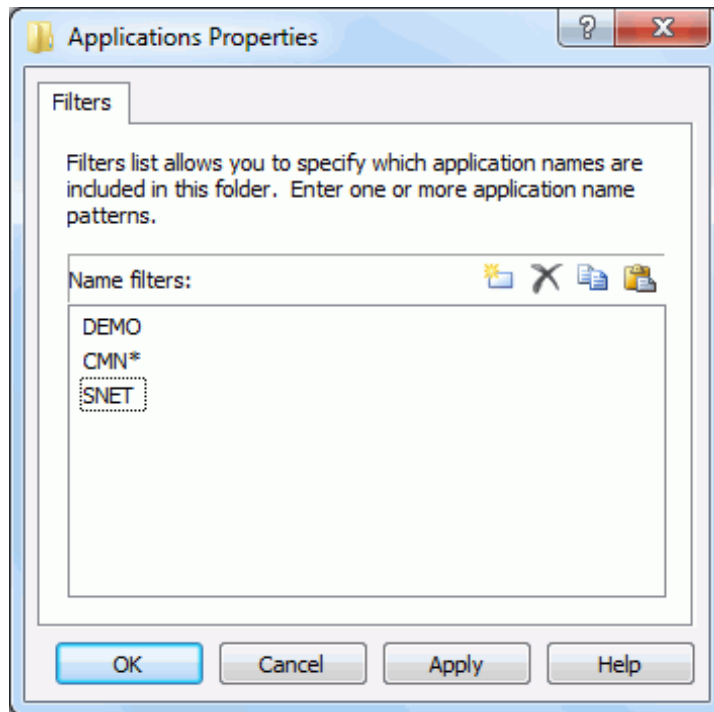 Applications Properties
Filters
Filters list allows you to specify which application names are
included in this folder.  Enter one or more application name
patterns.
Name filters:
DEMO
CMN*
SNET
OK Cancel Apply Help